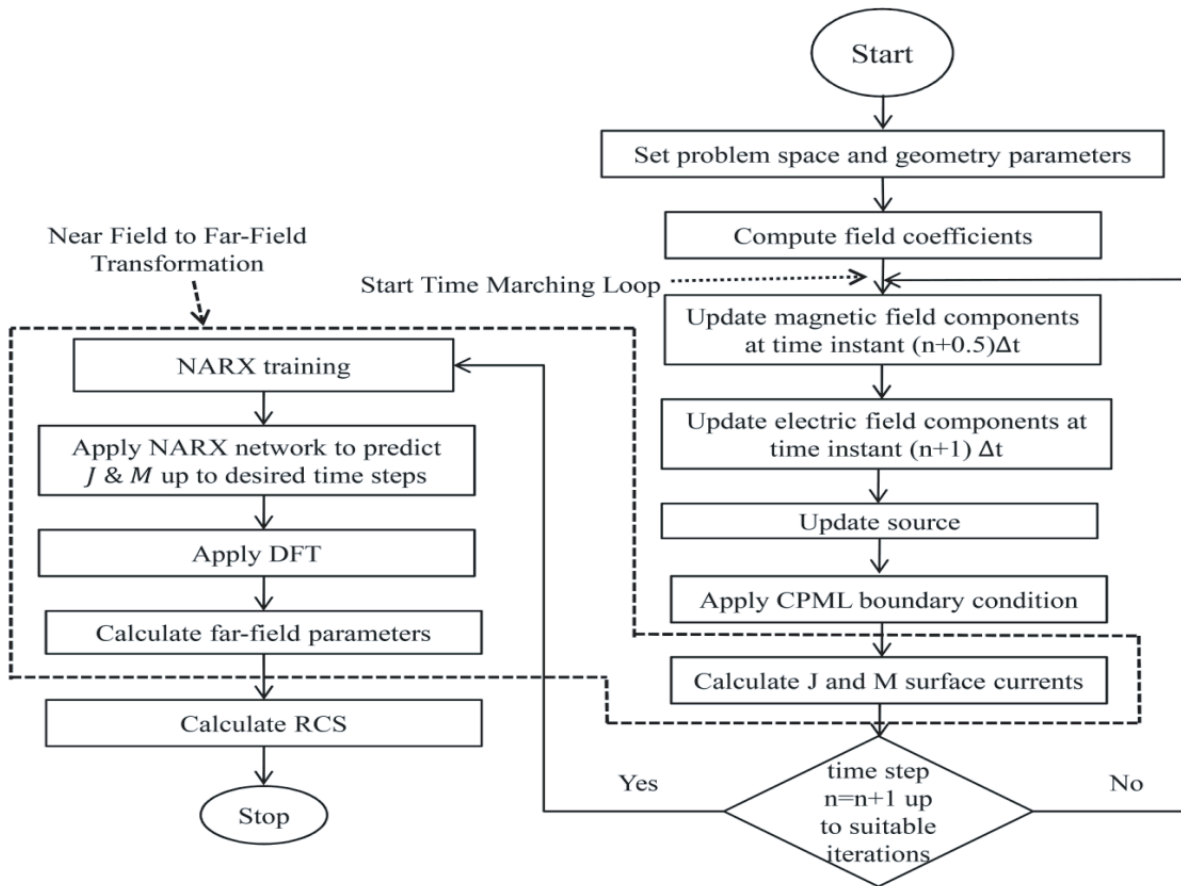 Start
Set problem space and geometry parameters
Compute field coefficients
Start Time Marching Loop
Update magnetic field components
at time instant (n+0.5)Δt
Update electric field components at
time instant (n+1) Δt
Update source
Apply CPML boundary condition
Calculate J and M surface currents
time step
n=n+1 up
to suitable
iterations
Yes
No
Near Field to Far-Field
Transformation
NARX training
Apply NARX network to predict
J & M up to desired time steps
Apply DFT
Calculate far-field parameters
Calculate RCS
Stop